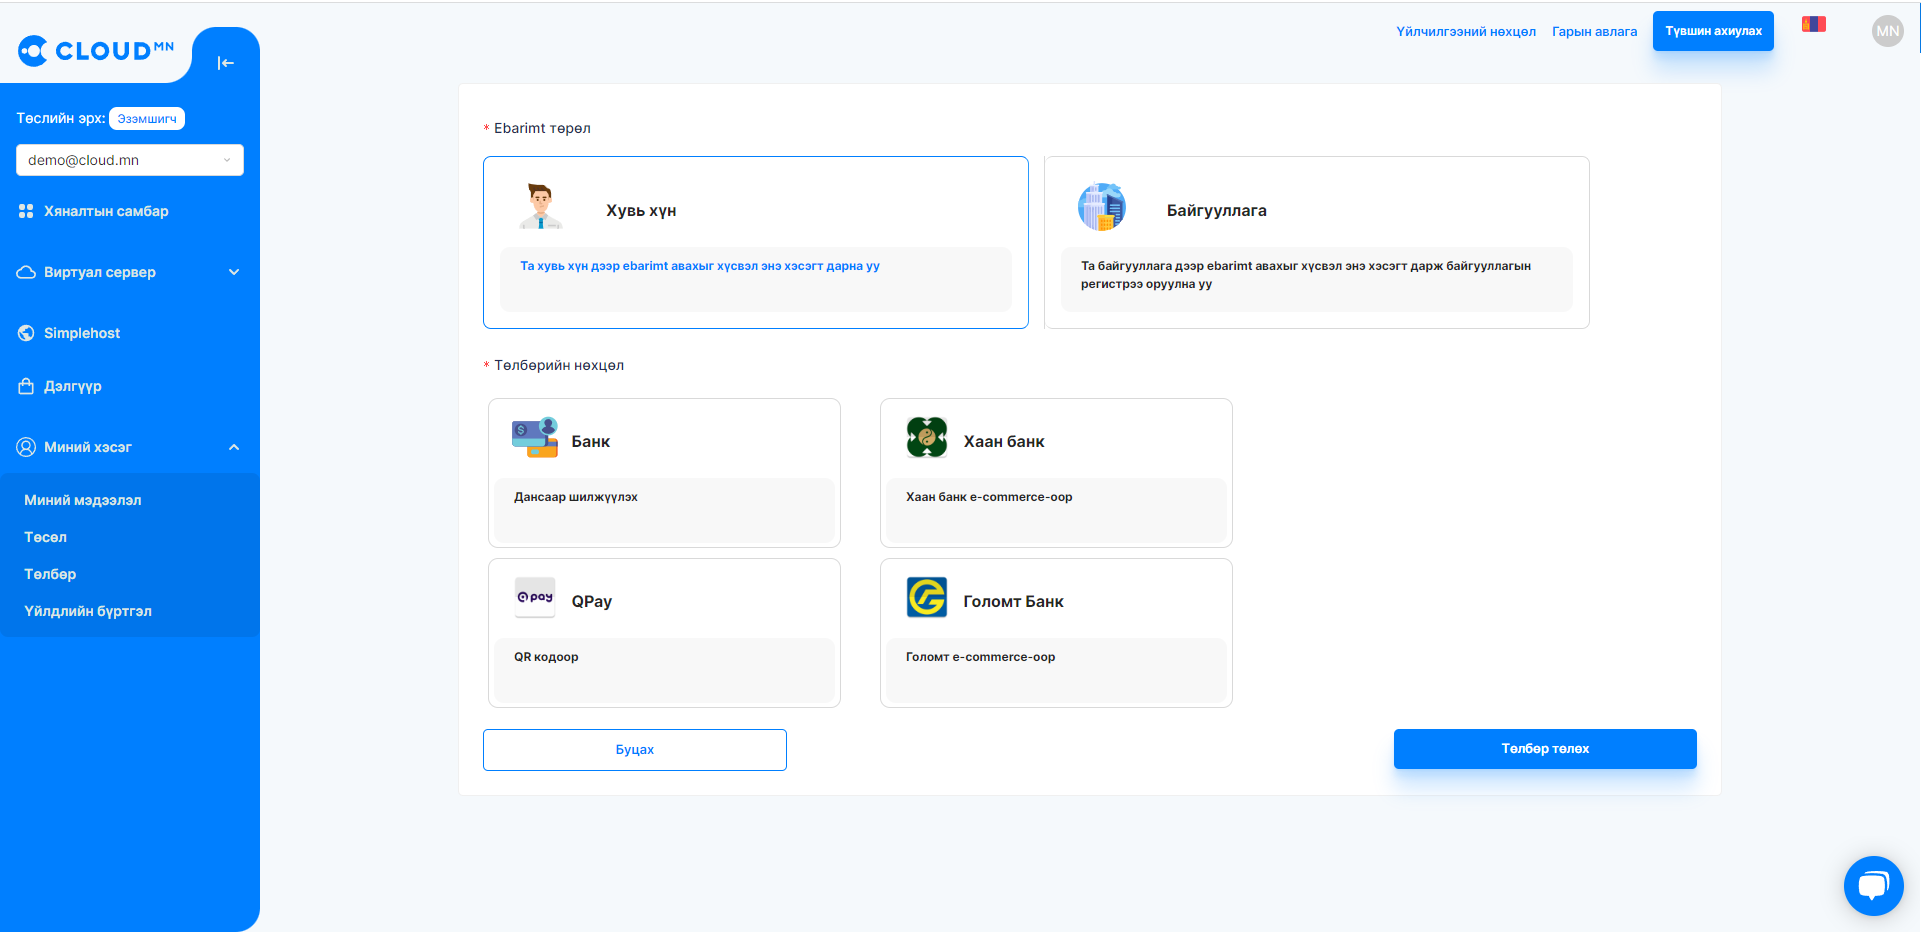 CLOUDMN
Үйлчилгээний нөхцөл
Гарын авлага
Түвшин ахиулах
MN
Төслийн эрх: Эзэмшигч
demo@cloud.mn
Хяналтын самбар
Виртуал сервер
Simplehost
Дэлгүүр
Миний хэсэг
Миний мэдээлэл
Төсөл
Төлбөр
Үйлдлийн бүртгэл
* Ebarimt төрөл
Хувь хүн
Та хувь хүн дээр ebarimt авахыг хүсвэл энэ хэсэгт дарна уу
Байгууллага
Та байгууллага дээр ebarimt авахыг хүсвэл энэ хэсэгт дарж байгууллагын
регистрээ оруулна уу
* Төлбөрийн нөхцөл
$
Банк
Дансаар шилжүүлэх
Хаан банк
Хаан банк e-commerce-оор
Q pay
QPay
QR кодоор
Голомт Банк
Голомт e-commerce-оор
Буцах
Төлбөр төлөх